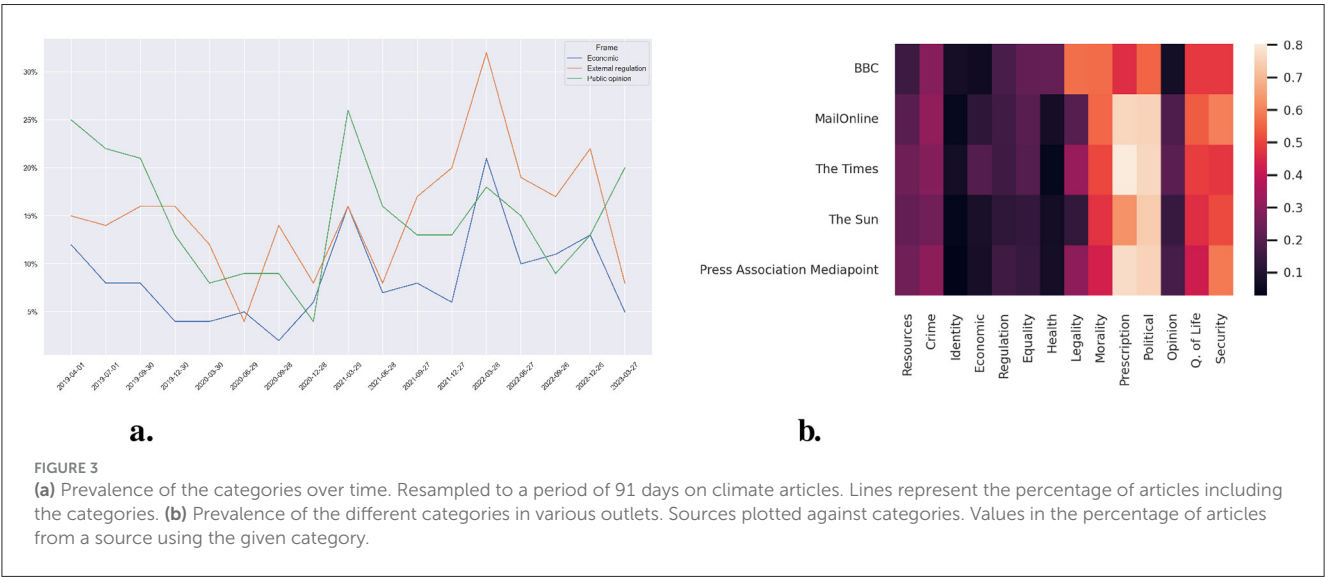 Frame
Economic
External regulation
Public opinion
30%
25%
20%
15%
10%
5%
2019-04-01
2019-07-01
2019-09-30
2019-12-30
2020-03-30
2020-06-29
2020-09-28
2020-12-28
2021-03-29
2021-06-28
2021-09-27
2021-12-27
2022-03-28
2022-06-27
2022-09-26
2022-12-26
2023-03-27
a.
BBC
MailOnline
The Times
The Sun
Press Association Mediapoint
Resources
Crime
Identity
Economic
Regulation
Equality
Health
Legality
Morality
Prescription
Political
Opinion
Q. of Life
Security
0.8
0.7
0.6
0.5
0.4
0.3
0.2
0.1
b.
FIGURE 3
(a) Prevalence of the categories over time. Resampled to a period of 91 days on climate articles. Lines represent the percentage of articles including
the categories. (b) Prevalence of the different categories in various outlets. Sources plotted against categories. Values in the percentage of articles
from a source using the given category.